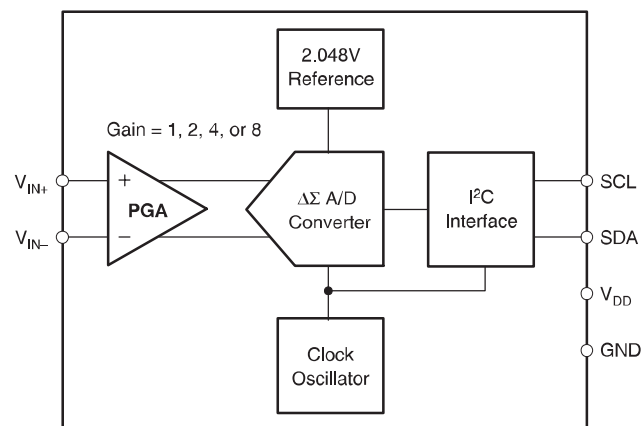 2.048V
Reference
Gain = 1, 2, 4, or 8
V_IN+
+
PGA
V_IN–
–
ΔΣ A/D
Converter
I²C
Interface
SCL
SDA
V_DD
GND
Clock
Oscillator